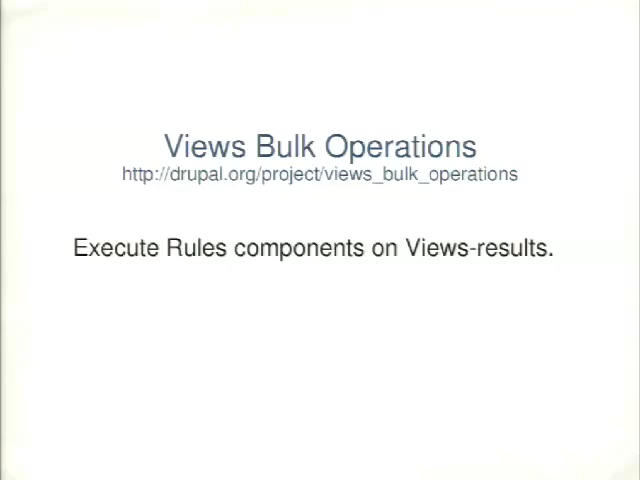 Views Bulk Operations
http://drupal.org/project/views_bulk_operations
Execute Rules components on Views-results.